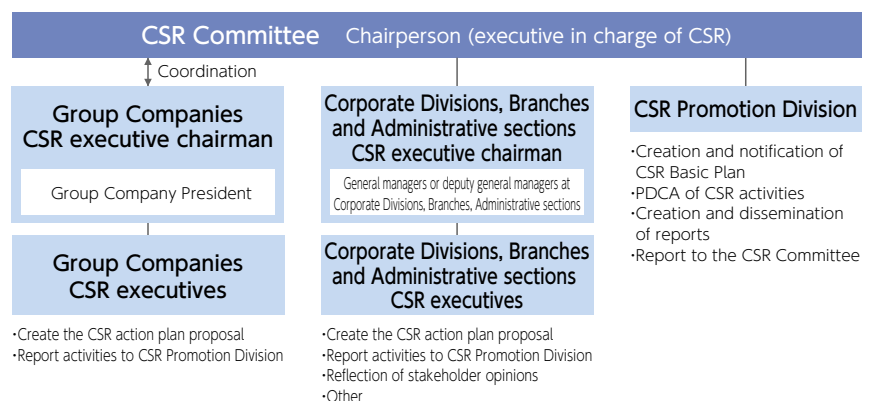 CSR Committee Chairperson (executive in charge of CSR)
Coordination
Group Companies
CSR executive chairman
Group Company President
Group Companies
CSR executives
・Create the CSR action plan proposal
・Report activities to CSR Promotion Division
Corporate Divisions, Branches
and Administrative sections
CSR executive chairman
General managers or deputy general managers at
Corporate Divisions, Branches, Administrative sections
Corporate Divisions, Branches
and Administrative sections
CSR executives
・Create the CSR action plan proposal
・Report activities to CSR Promotion Division
・Reflection of stakeholder opinions
・Other
CSR Promotion Division
・Creation and notification of
CSR Basic Plan
・PDCA of CSR activities
・Creation and dissemination
of reports
・Report to the CSR Committee